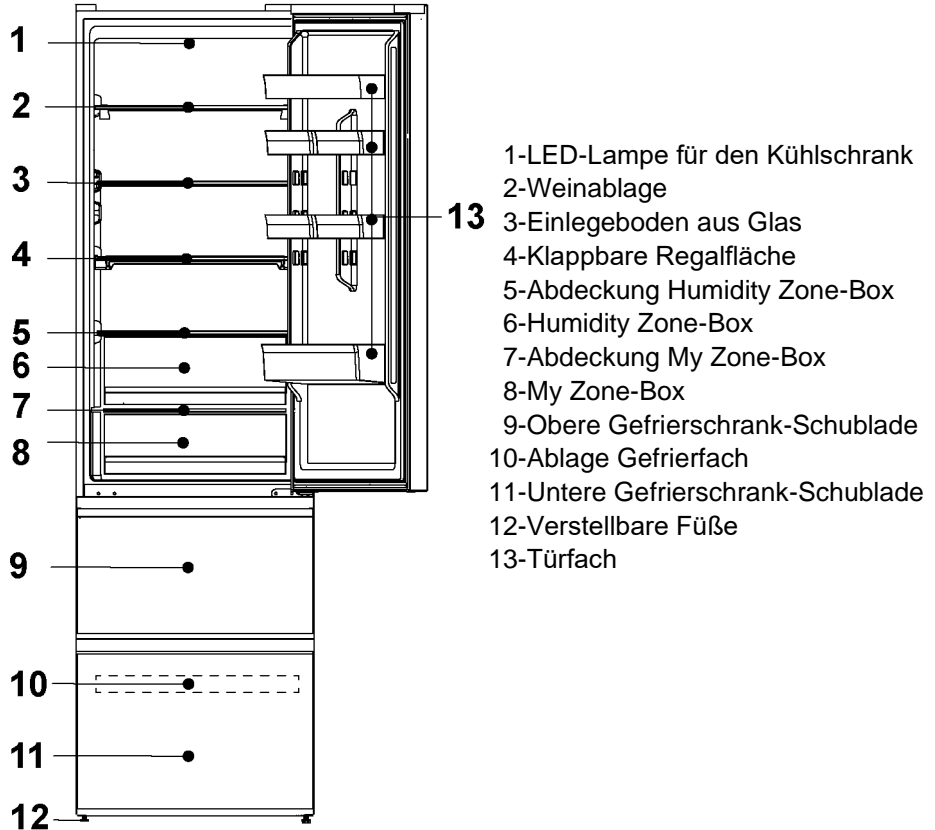 1
2
3
4
5
6
7
8
9
10
11
12
13
1-LED-Lampe für den Kühlschrank
2-Weinablage
3-Einlegeboden aus Glas
4-Klappbare Regalfläche
5-Abdeckung Humidity Zone-Box
6-Humidity Zone-Box
7-Abdeckung My Zone-Box
8-My Zone-Box
9-Obere Gefrierschrank-Schublade
10-Ablage Gefrierfach
11-Untere Gefrierschrank-Schublade
12-Verstellbare Füße
13-Türfach